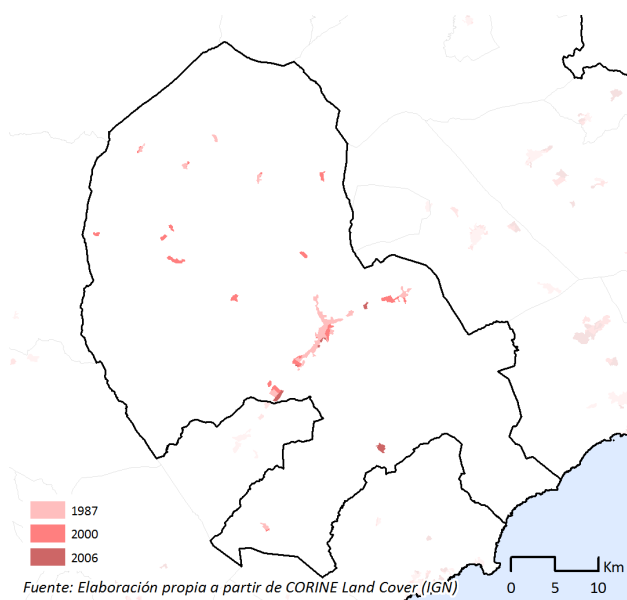 1987
2000
2006
Km
0 5 10
Fuente: Elaboración propia a partir de CORINE Land Cover (IGN)